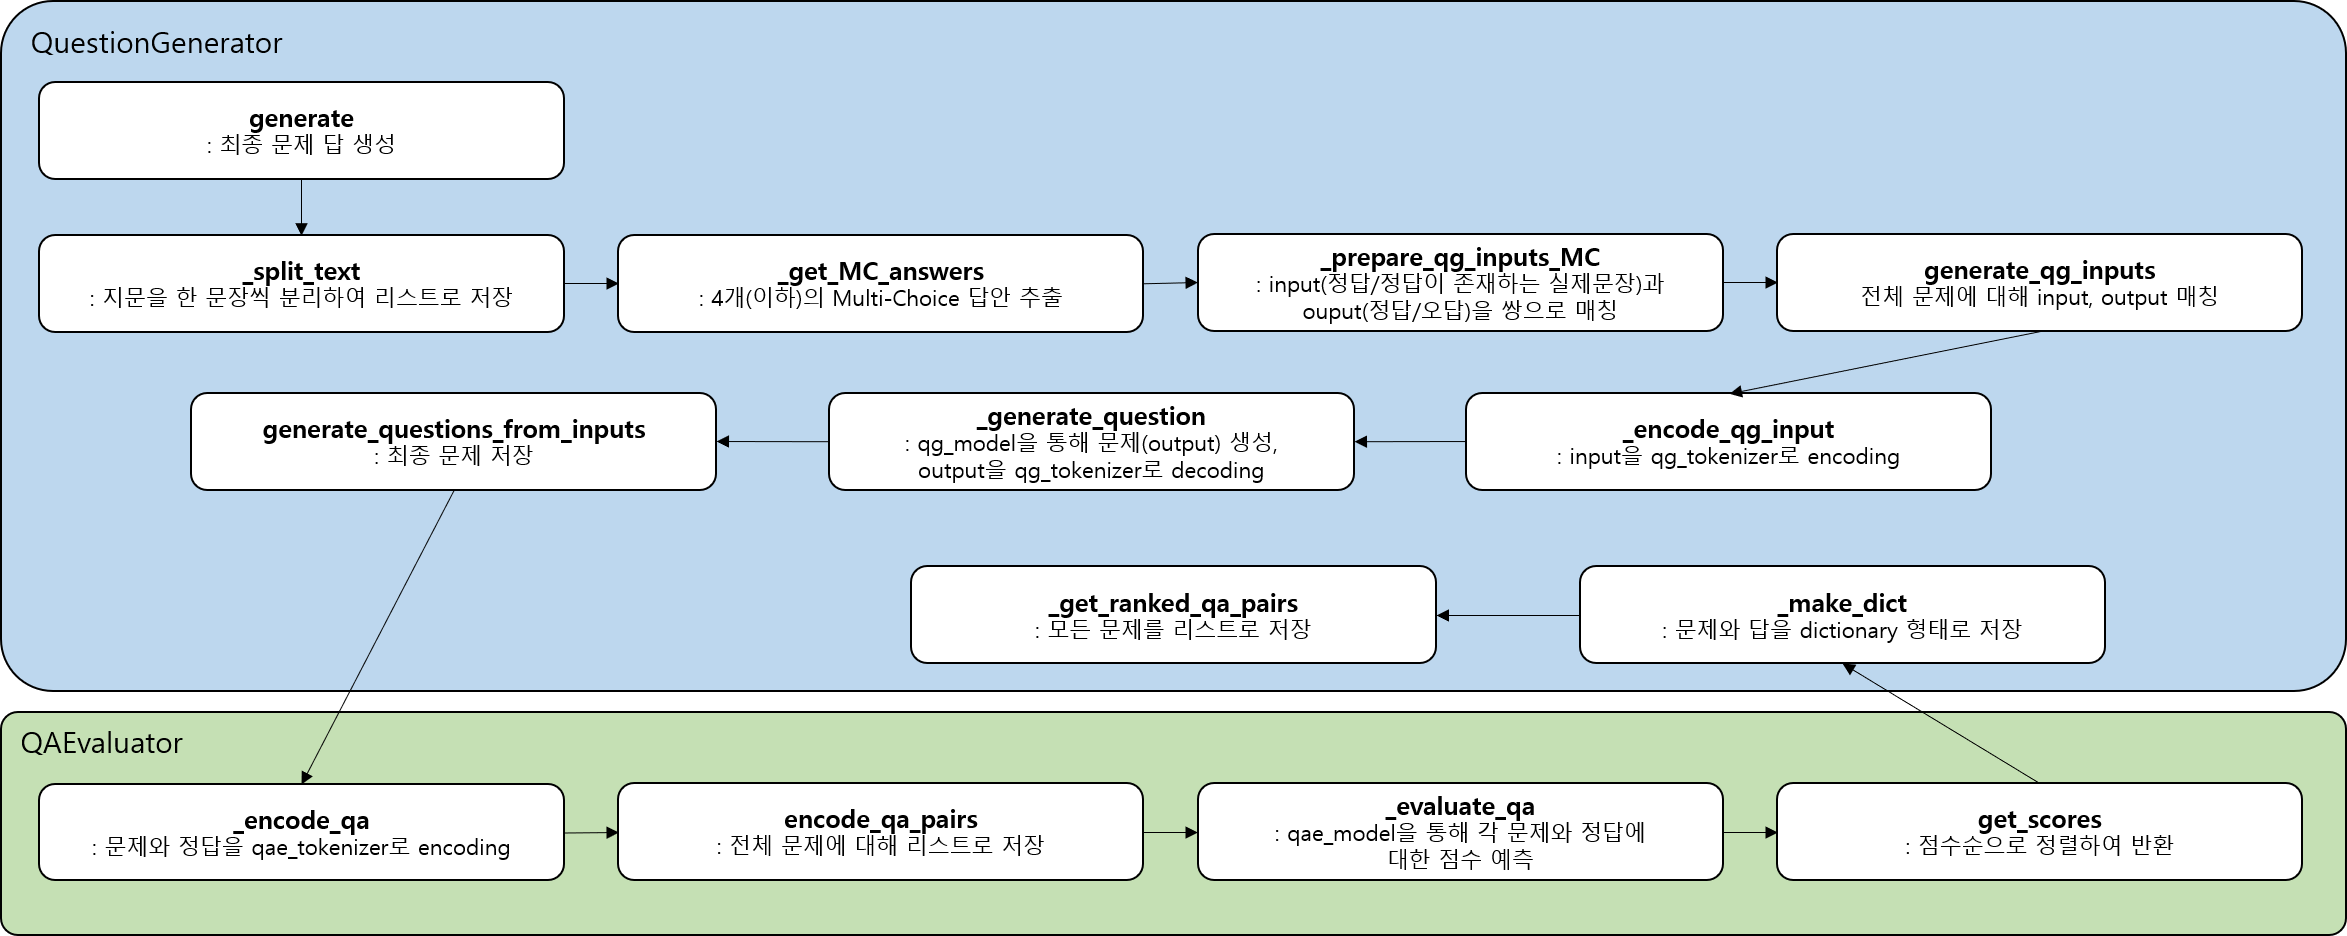 QuestionGenerator
generate
: 최종 문제 답 생성
_split_text
: 지문을 한 문장씩 분리하여 리스트로 저장
_get_MC_answers
: 4개(이하)의 Multi-Choice 답안 추출
_prepare_qg_inputs_MC
: input(정답/정답이 존재하는 실제문장)과
ouput(정답/오답)을 쌍으로 매칭
generate_qg_inputs
전체 문제에 대해 input, output 매칭
generate_questions_from_inputs
: 최종 문제 저장
_generate_question
: qg_model을 통해 문제(output) 생성,
output을 qg_tokenizer로 decoding
_encode_qg_input
: input을 qg_tokenizer로 encoding
_get_ranked_qa_pairs
: 모든 문제를 리스트로 저장
_make_dict
: 문제와 답을 dictionary 형태로 저장
QAEvaluator
_encode_qa
: 문제와 정답을 qae_tokenizer로 encoding
encode_qa_pairs
: 전체 문제에 대해 리스트로 저장
_evaluate_qa
: qae_model을 통해 각 문제와 정답에
대한 점수 예측
get_scores
: 점수순으로 정렬하여 반환